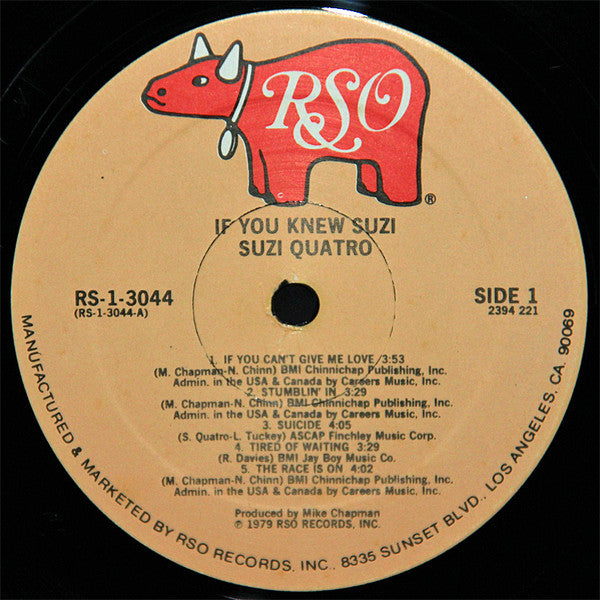 RSO
®
IF YOU KNEW SUZI
SUZI QUATRO
RS-1-3044
(RS-1-3044-A)
SIDE 1
2394 221
1. IF YOU CAN'T GIVE ME LOVE/3:53
(M. Chapman-N. Chinn) BMI Chinnichap Publishing, Inc.
Admin. in the USA & Canada by Careers Music, Inc.
2. STUMBLIN' IN 3:29
(M. Chapman-N. Chinn) BMI Chinnichap Publishing, Inc.
Admin. in the USA & Canada by Careers Music, Inc.
3. SUICIDE 4:05
(S. Quatro-L. Tuckey) ASCAP Finchley Music Corp.
4. TIRED OF WAITING 3:29
(R. Davies) BMI Jay Boy Music Co.
5. THE RACE IS ON 4:02
(M. Chapman-N. Chinn) BMI Chinnichap Publishing, Inc.
Admin. in the USA & Canada by Careers Music, Inc.
Produced by Mike Chapman
© 1979 RSO RECORDS, INC.
MANUFACTURED & MARKETED BY RSO RECORDS, INC., 8335 SUNSET BLVD., LOS ANGELES, CA. 90069